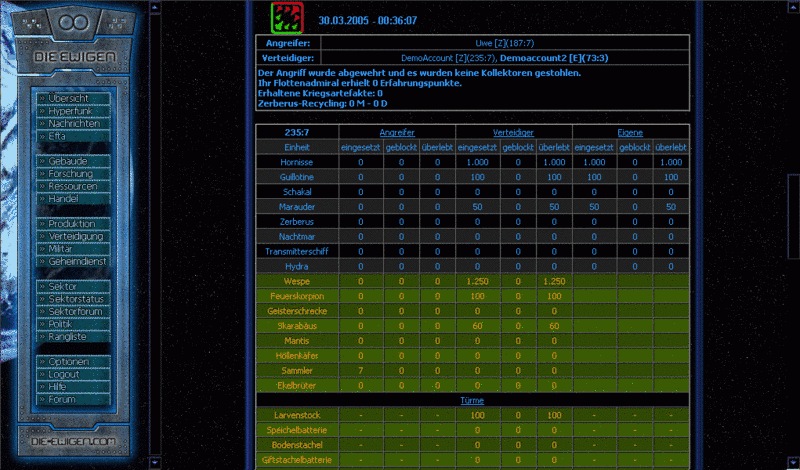 DIE EWIGEN
» Übersicht
» Hyperfunk
» Nachrichten
» Efta
» Gebäude
» Forschung
» Ressourcen
» Handel
» Produktion
» Verteidigung
» Militär
» Geheimdienst
» Sektor
» Sektorstatus
» Sektorforum
» Politik
» Rangliste
» Optionen
» Logout
» Hilfe
» Forum
DIE-EWIGEN.COM
30.03.2005 - 00:36:07
Angreifer: Uwe [Z](187:7)
Verteidiger: DemoAccount [Z](235:7), Demoaccount2 [E](73:3)
Der Angriff wurde abgewehrt und es wurden keine Kollektoren gestohlen.
Ihr Flottenadmiral erhielt 0 Erfahrungspunkte.
Erhaltene Kriegsartefakte: 0
Zerberus-Recycling: 0 M - 0 D
235:7 Angreifer Verteidiger Eigene
Einheit eingesetzt geblockt überlebt eingesetzt geblockt überlebt eingesetzt geblockt überlebt
Hornisse 0 0 0 1.000 0 1.000 1.000 0 1.000
Guillotine 0 0 0 100 0 100 100 0 100
Schakal 0 0 0 0 0 0 0 0 0
Marauder 0 0 0 50 0 50 50 0 50
Zerberus 0 0 0 0 0 0 0 0 0
Nachtmar 0 0 0 0 0 0 0 0 0
Transmitterschiff 0 0 0 0 0 0 0 0 0
Hydra 0 0 0 0 0 0 0 0 0
Wespe 0 0 0 1.250 0 1.250
Feuerskorpion 0 0 0 100 0 100
Geisterschrecke 0 0 0 0 0 0
Skarabäus 0 0 0 60 0 60
Mantis 0 0 0 0 0 0
Höllenkäfer 0 0 0 0 0 0
Sammler 7 0 0 0 0 0
Ekelbrüter 0 0 0 0 0 0
Türme
Larvenstock - - - 100 0 100 - - -
Speichelbatterie - - - 0 0 0 - - -
Bodenstachel - - - 0 0 0 - - -
Giftstachelbatterie - - - 0 0 0 - - -